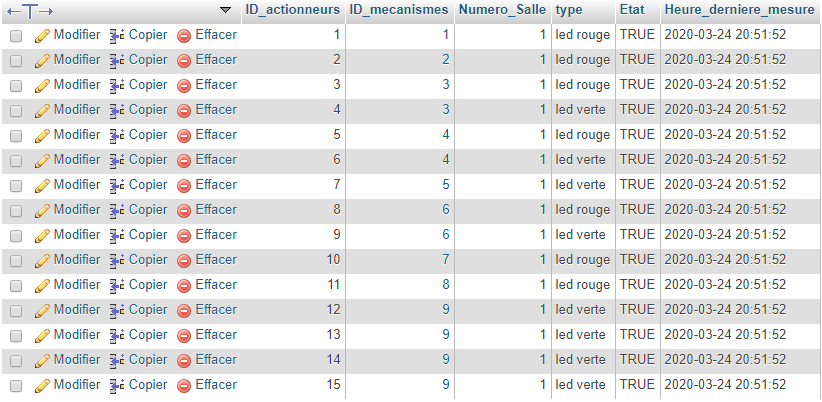 ←T→ ID_actionneurs ID_mecanismes Numero_Salle type Etat Heure_derniere_mesure
Modifier Copier Effacer 1 1 1 led rouge TRUE 2020-03-24 20:51:52
Modifier Copier Effacer 2 2 1 led rouge TRUE 2020-03-24 20:51:52
Modifier Copier Effacer 3 3 1 led rouge TRUE 2020-03-24 20:51:52
Modifier Copier Effacer 4 3 1 led verte TRUE 2020-03-24 20:51:52
Modifier Copier Effacer 5 4 1 led rouge TRUE 2020-03-24 20:51:52
Modifier Copier Effacer 6 4 1 led verte TRUE 2020-03-24 20:51:52
Modifier Copier Effacer 7 5 1 led verte TRUE 2020-03-24 20:51:52
Modifier Copier Effacer 8 6 1 led rouge TRUE 2020-03-24 20:51:52
Modifier Copier Effacer 9 6 1 led verte TRUE 2020-03-24 20:51:52
Modifier Copier Effacer 10 7 1 led rouge TRUE 2020-03-24 20:51:52
Modifier Copier Effacer 11 8 1 led rouge TRUE 2020-03-24 20:51:52
Modifier Copier Effacer 12 9 1 led verte TRUE 2020-03-24 20:51:52
Modifier Copier Effacer 13 9 1 led verte TRUE 2020-03-24 20:51:52
Modifier Copier Effacer 14 9 1 led verte TRUE 2020-03-24 20:51:52
Modifier Copier Effacer 15 9 1 led verte TRUE 2020-03-24 20:51:52